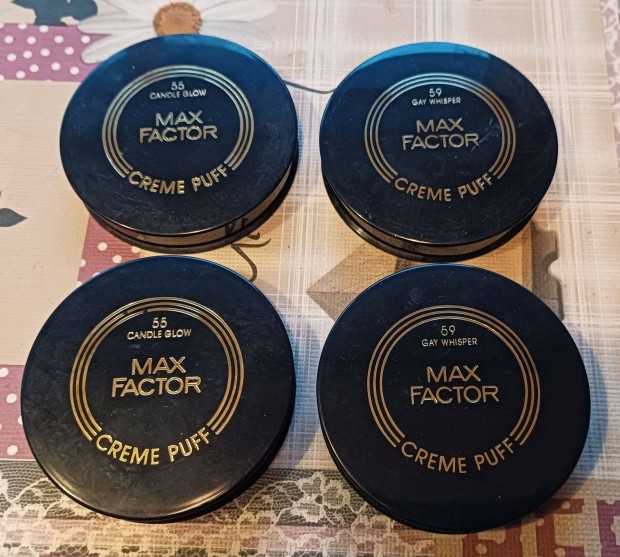 55
CANDLE GLOW
MAX
FACTOR
CREME PUFF
59
GAY WHISPER
MAX
FACTOR
CREME PUFF
55
CANDLE GLOW
MAX
FACTOR
CREME PUFF
59
GAY WHISPER
MAX
FACTOR
CREME PUFF